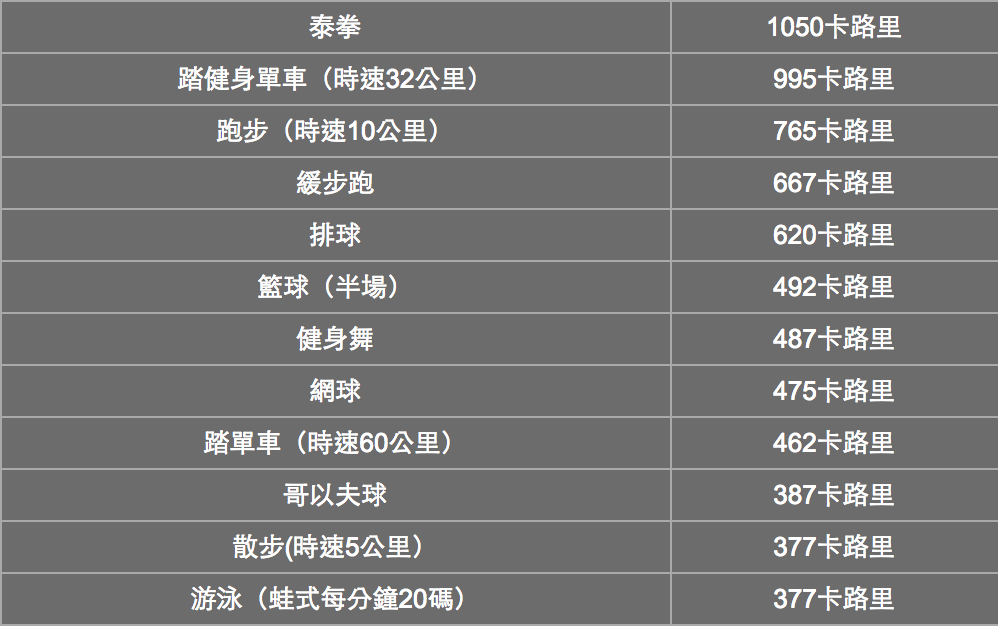 泰拳 1050卡路里
踏健身單車（時速32公里） 995卡路里
跑步（時速10公里） 765卡路里
緩步跑 667卡路里
排球 620卡路里
籃球（半場） 492卡路里
健身舞 487卡路里
網球 475卡路里
踏單車（時速60公里） 462卡路里
哥以夫球 387卡路里
散步(時速5公里） 377卡路里
游泳（蛙式每分鐘20碼） 377卡路里